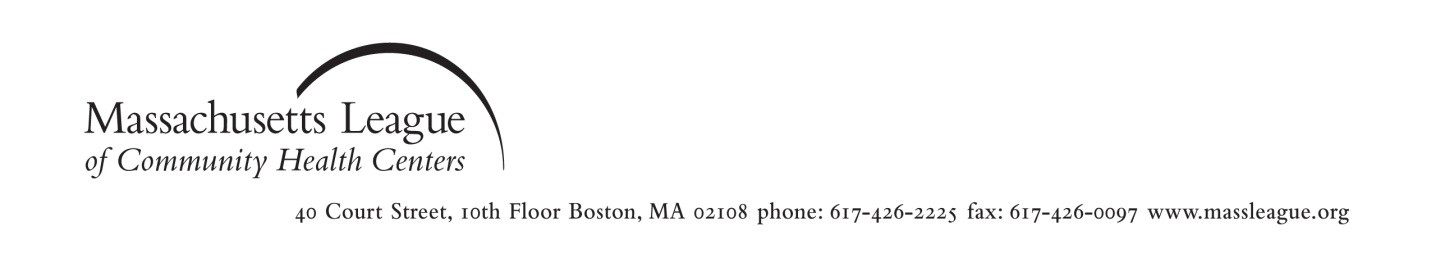 Massachusetts League
of Community Health Centers
40 Court Street, 10th Floor Boston, MA 02108 phone: 617-426-2225 fax: 617-426-0097 www.massleague.org